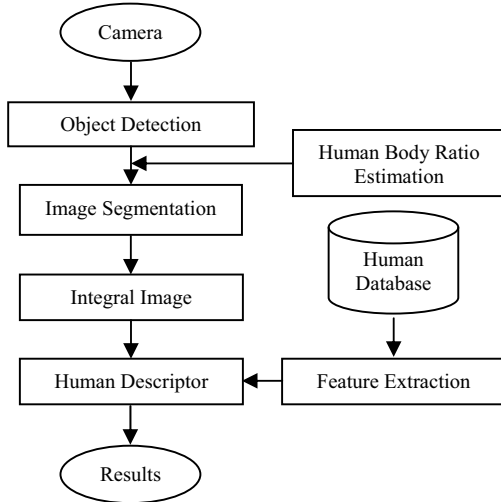 Camera
Object Detection
Human Body Ratio
Estimation
Image Segmentation
Human
Database
Integral Image
Human Descriptor
Feature Extraction
Results